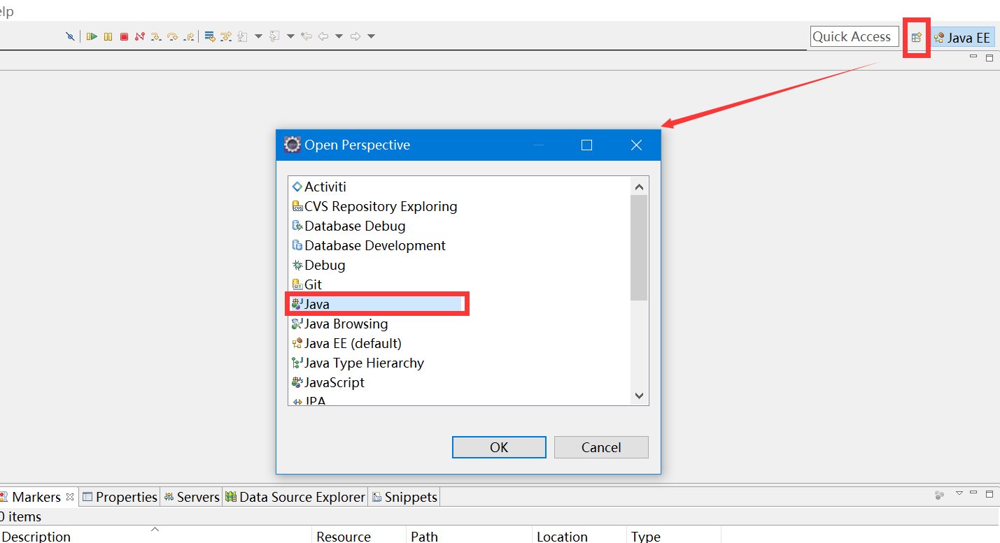 elp
Quick Access
Java EE
Open Perspective
Activiti
CVS Repository Exploring
Database Debug
Database Development
Debug
Git
Java
Java Browsing
Java EE (default)
Java Type Hierarchy
JavaScript
JPA
OK Cancel
Markers Properties Servers Data Source Explorer Snippets
0 items
Description Resource Path Location Type